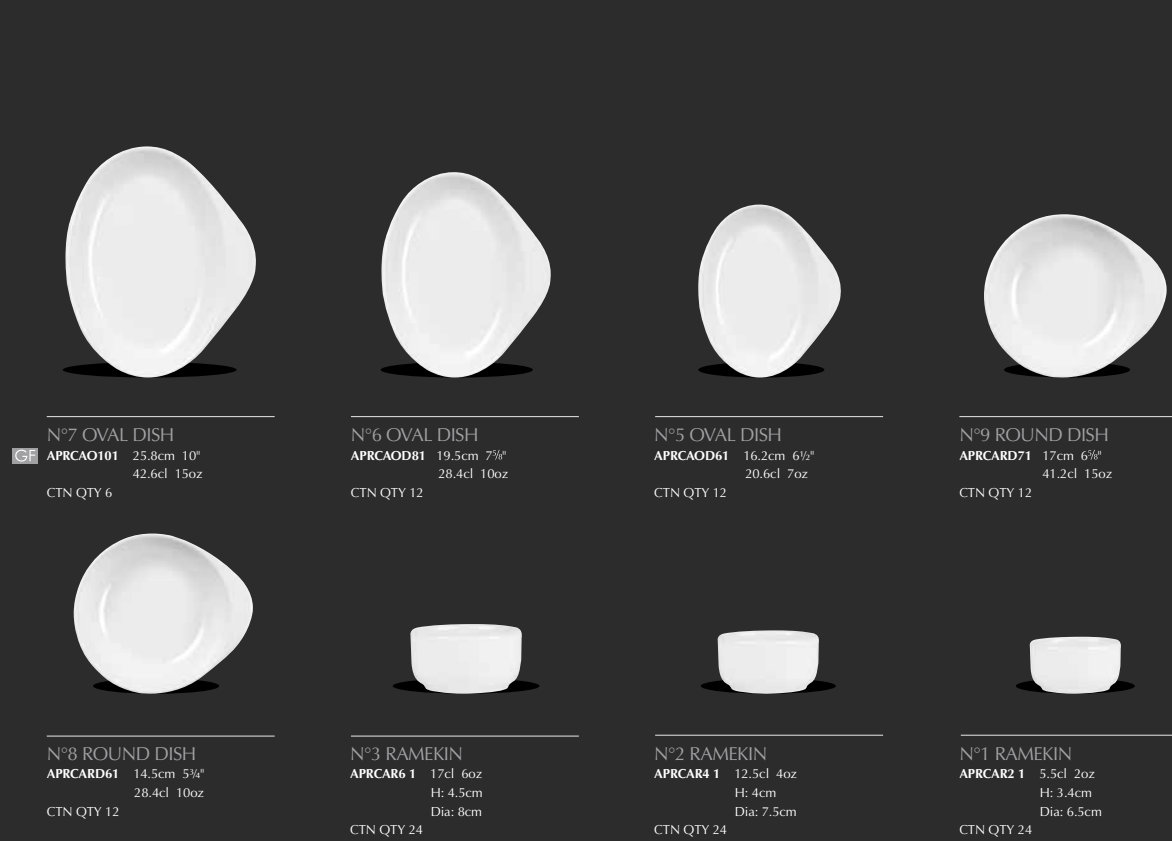 N°7 OVAL DISH
GF APRCAO101 25.8cm 10"
42.6cl 15oz
CTN QTY 6
N°6 OVAL DISH
APRCAOD81 19.5cm 7⅝"
28.4cl 10oz
CTN QTY 12
N°5 OVAL DISH
APRCAOD61 16.2cm 6½"
20.6cl 7oz
CTN QTY 12
N°9 ROUND DISH
APRCARD71 17cm 6⅝"
41.2cl 15oz
CTN QTY 12
N°8 ROUND DISH
APRCARD61 14.5cm 5¾"
28.4cl 10oz
CTN QTY 12
N°3 RAMEKIN
APRCAR6 1 17cl 6oz
H: 4.5cm
Dia: 8cm
CTN QTY 24
N°2 RAMEKIN
APRCAR4 1 12.5cl 4oz
H: 4cm
Dia: 7.5cm
CTN QTY 24
N°1 RAMEKIN
APRCAR2 1 5.5cl 2oz
H: 3.4cm
Dia: 6.5cm
CTN QTY 24